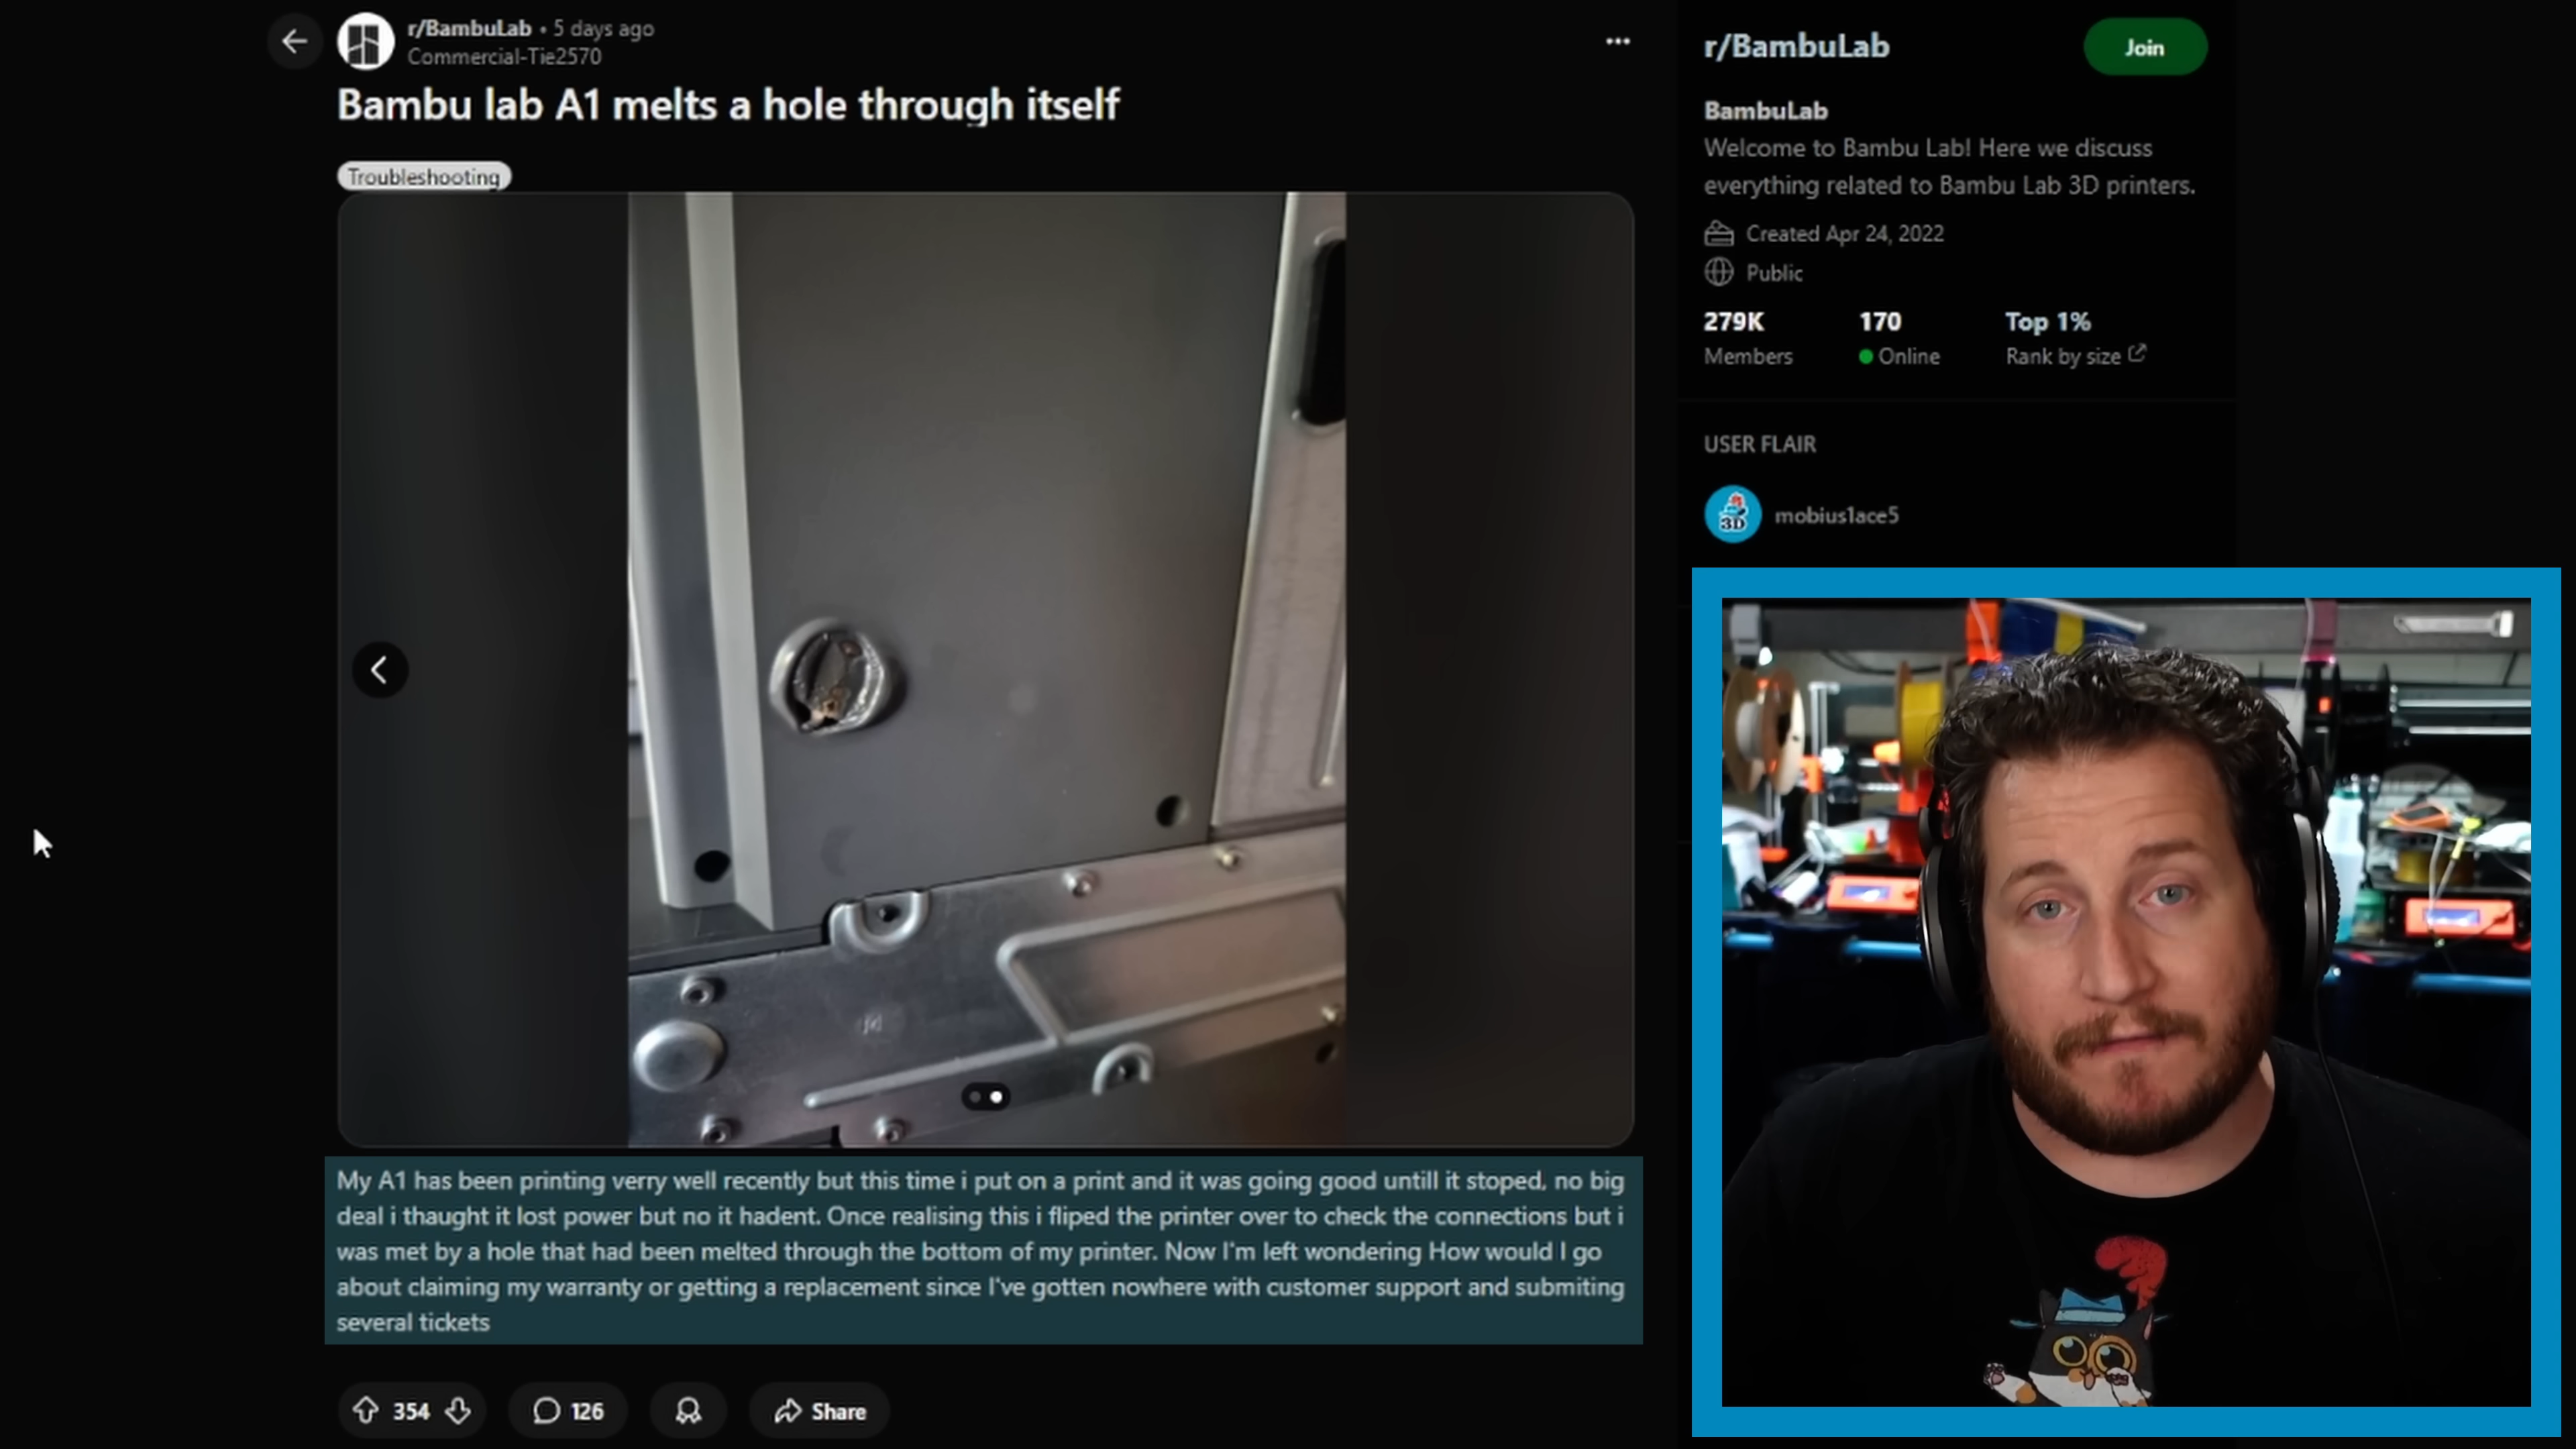 r/BambuLab • 5 days ago
Commercial-Tie2570
Bambu lab A1 melts a hole through itself
Troubleshooting
My A1 has been printing verry well recently but this time i put on a print and it was going good untill it stoped, no big
deal i thaught it lost power but no it hadent. Once realising this i fliped the printer over to check the connections but i
was met by a hole that had been melted through the bottom of my printer. Now I'm left wondering How would I go
about claiming my warranty or getting a replacement since I've gotten nowhere with customer support and submiting
several tickets
354
126
Share
r/BambuLab
Join
BambuLab
Welcome to Bambu Lab! Here we discuss
everything related to Bambu Lab 3D printers.
Created Apr 24, 2022
Public
279K 170 Top 1%
Members Online Rank by size
USER FLAIR
3D
mobius1ace5